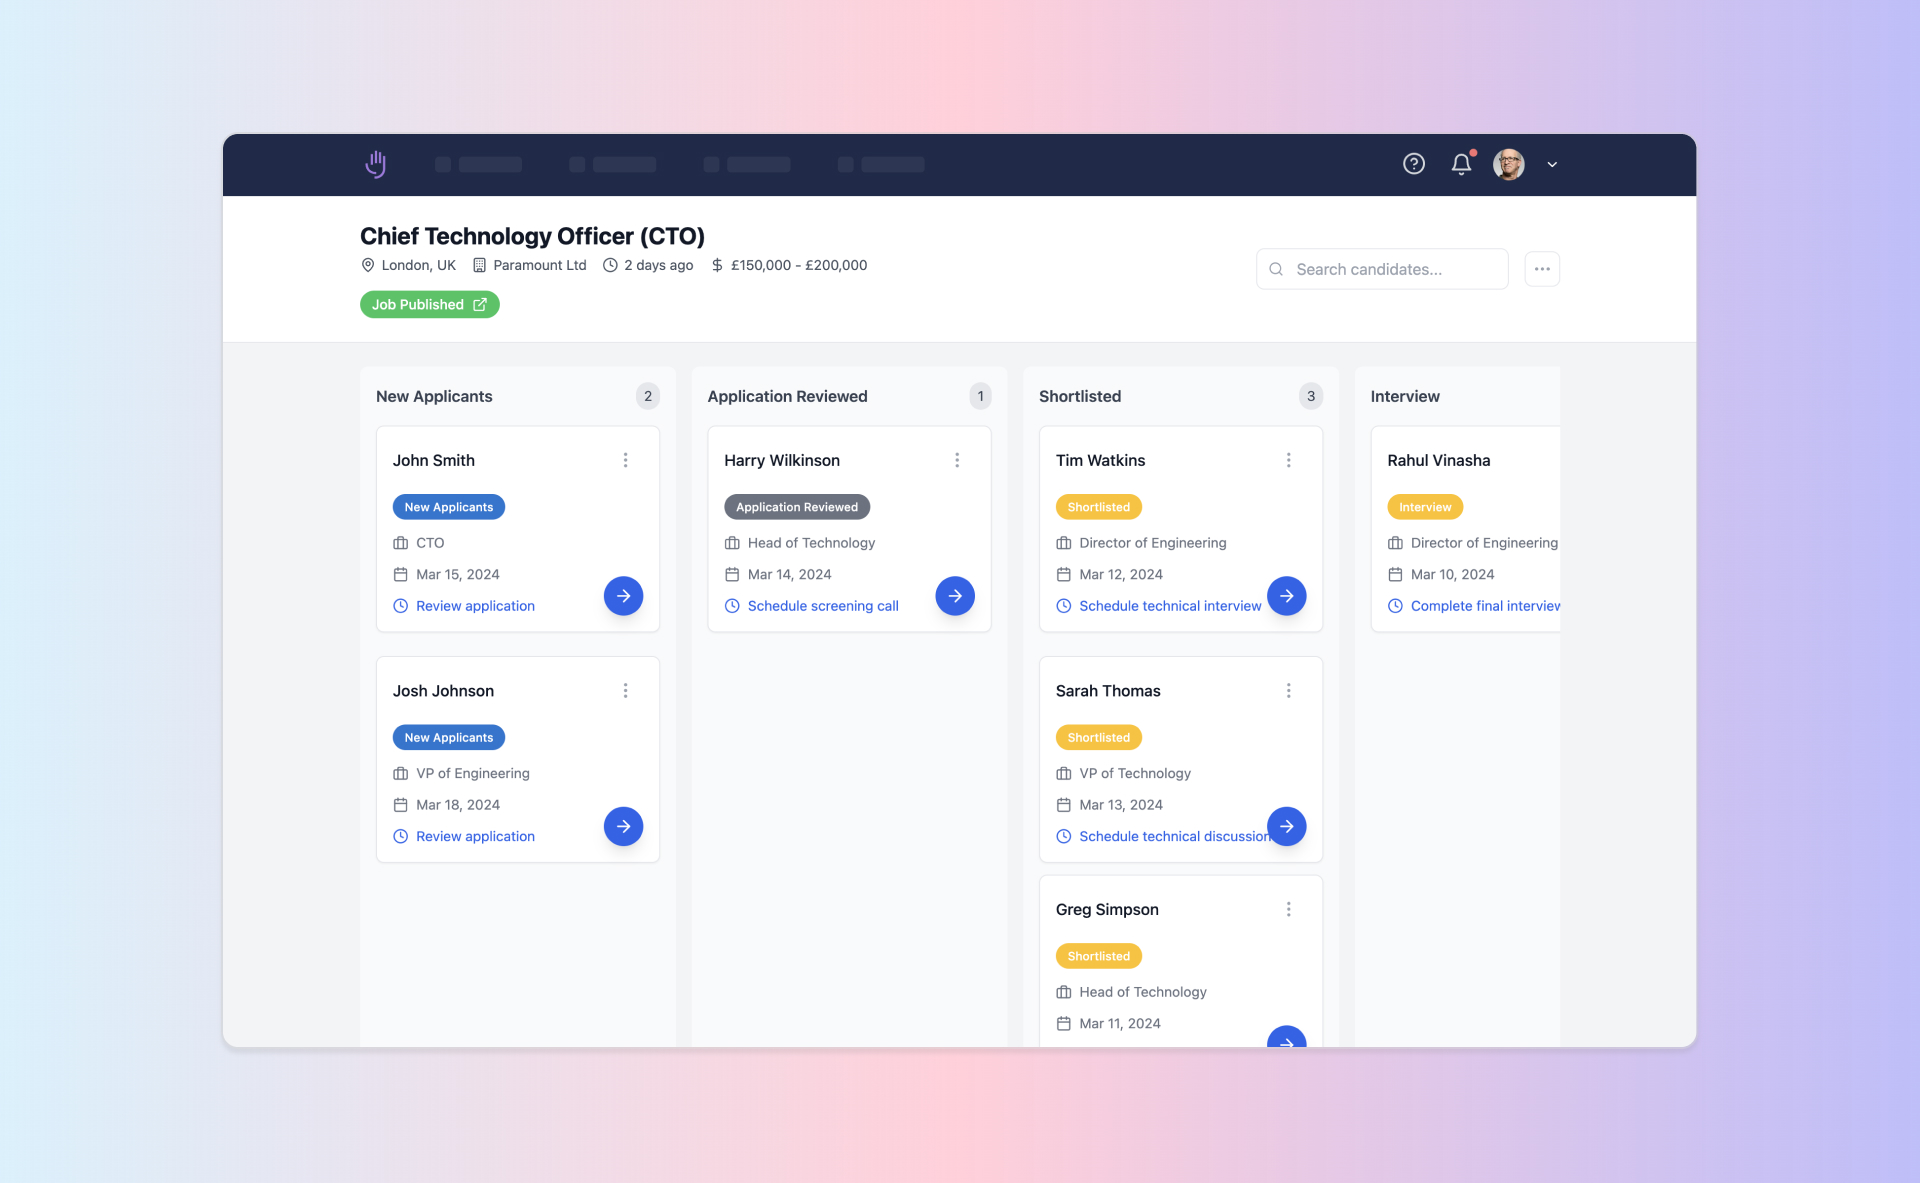 Chief Technology Officer (CTO)
London, UK Paramount Ltd 2 days ago £150,000 - £200,000
Job Published
Search candidates...
New Applicants 2
John Smith
New Applicants
CTO
Mar 15, 2024
Review application
Josh Johnson
New Applicants
VP of Engineering
Mar 18, 2024
Review application
Application Reviewed 1
Harry Wilkinson
Application Reviewed
Head of Technology
Mar 14, 2024
Schedule screening call
Shortlisted 3
Tim Watkins
Shortlisted
Director of Engineering
Mar 12, 2024
Schedule technical interview
Sarah Thomas
Shortlisted
VP of Technology
Mar 13, 2024
Schedule technical discussion
Greg Simpson
Shortlisted
Head of Technology
Mar 11, 2024
Interview
Rahul Vinasha
Interview
Director of Engineering
Mar 10, 2024
Complete final interview